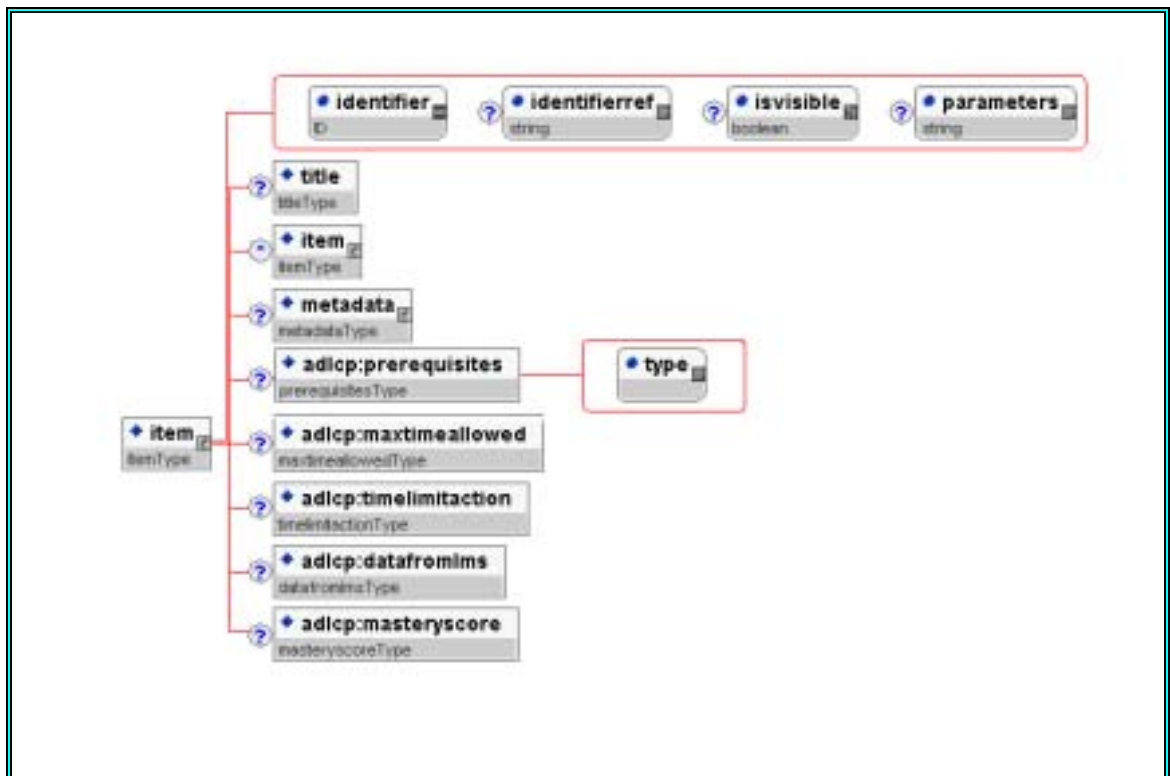 identifier ? identifierref ? isvisible ? parameters
ID string boolean string
? title
titleType
* item
itemType
? metadata
metadataType
? adlcp:prerequisites type
prerequisitesType
item ? adlcp:maxtimeallowed
itemType maxtimeallowedType
? adlcp:timelimitaction
timelimitactionType
? adlcp:datafromlms
datafromlmsType
? adlcp:masteryscore
masteryscoreType